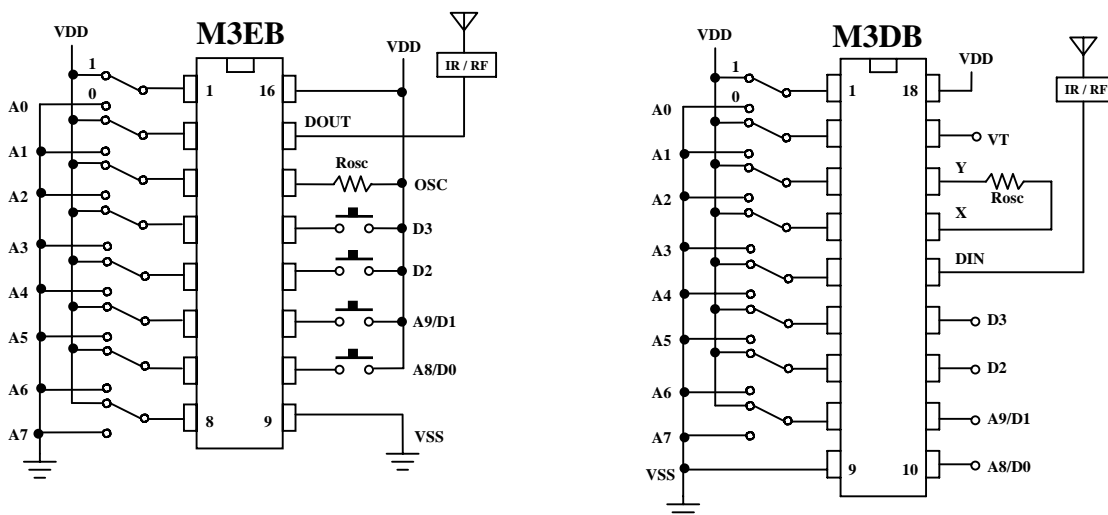 M3EB
VDD
VDD
IR / RF
1
0
1
16
DOUT
Rosc
OSC
D3
D2
A9/D1
A8/D0
8
9
VSS
A0
A1
A2
A3
A4
A5
A6
A7
M3DB
VDD
VDD
IR / RF
1
0
1
18
VT
Y
Rosc
X
DIN
D3
D2
A9/D1
A8/D0
9
10
VSS
A0
A1
A2
A3
A4
A5
A6
A7